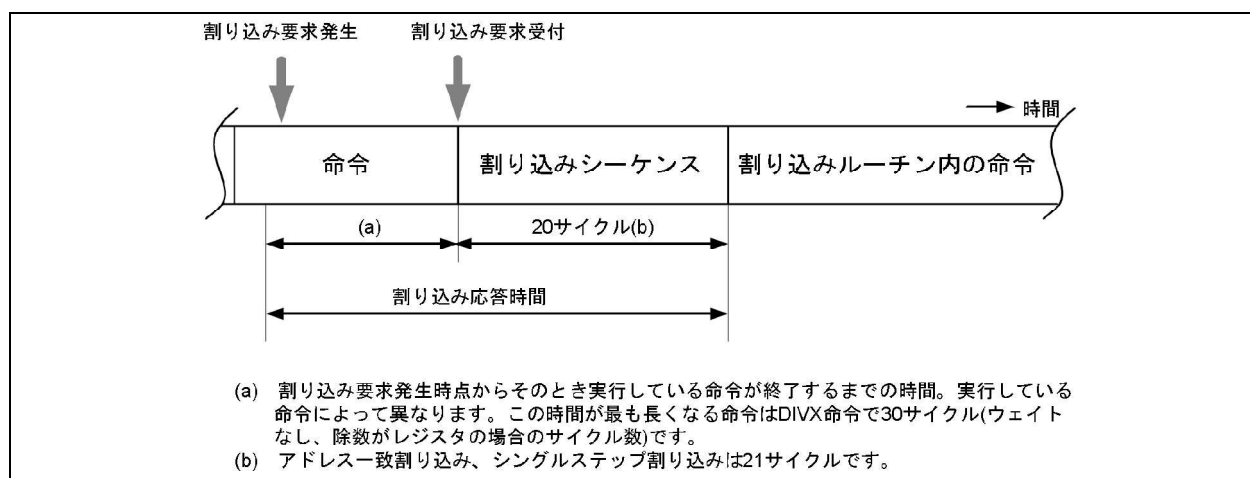 割り込み要求発生
割り込み要求受付
時間
命令
割り込みシーケンス
割り込みルーチン内の命令
(a)
20サイクル(b)
割り込み応答時間
(a) 割り込み要求発生時点からそのとき実行している命令が終了するまでの時間。実行している
命令によって異なります。この時間が最も長くなる命令はDIVX命令で30サイクル(ウェイト
なし、除数がレジスタの場合のサイクル数)です。
(b) アドレス一致割り込み、シングルステップ割り込みは21サイクルです。